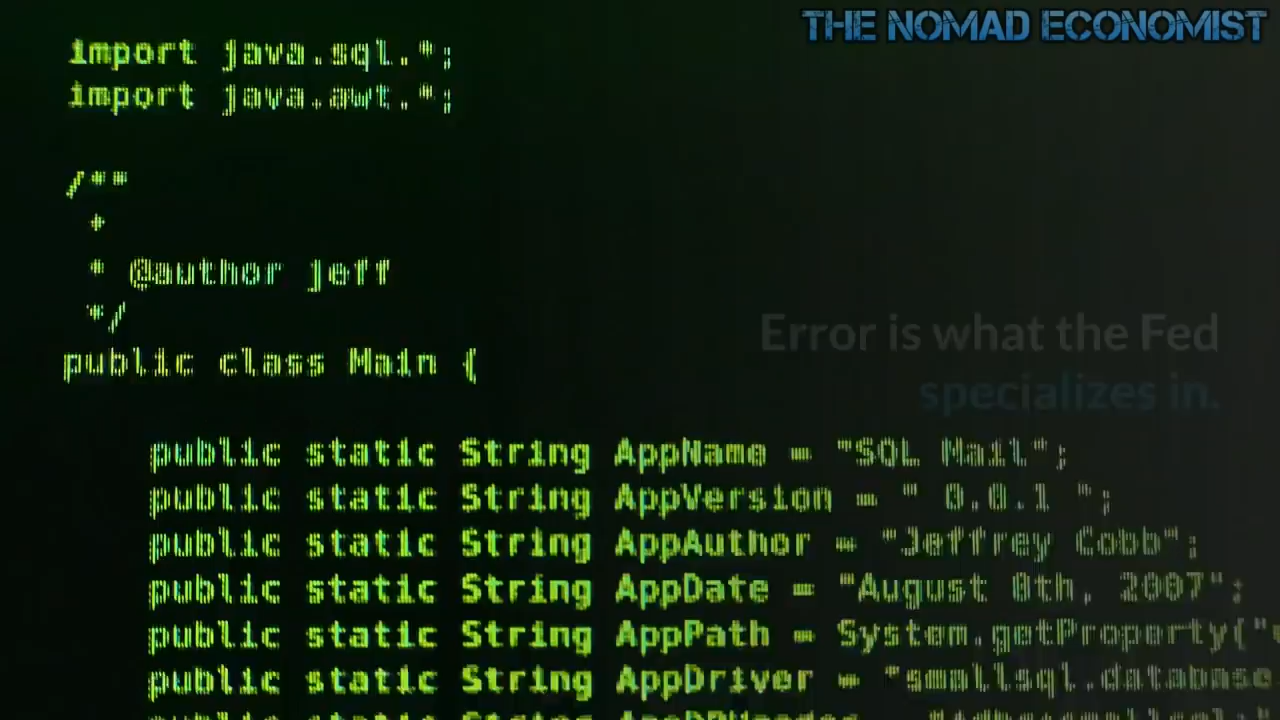 THE NOMAD ECONOMIST
import java.sql.*;
import java.awt.*;
/**
*
* @author jeff
*/
public class Main {
Error is what the Fed
specializes in.
public static String AppName = "SQL Mail";
public static String AppVersion = " 0.0.1 ";
public static String AppAuthor = "Jeffrey Cobb";
public static String AppDate = "August 8th, 2007";
public static String AppPath = System.getProperty("
public static String AppDriver = "smallsql.database
public static String